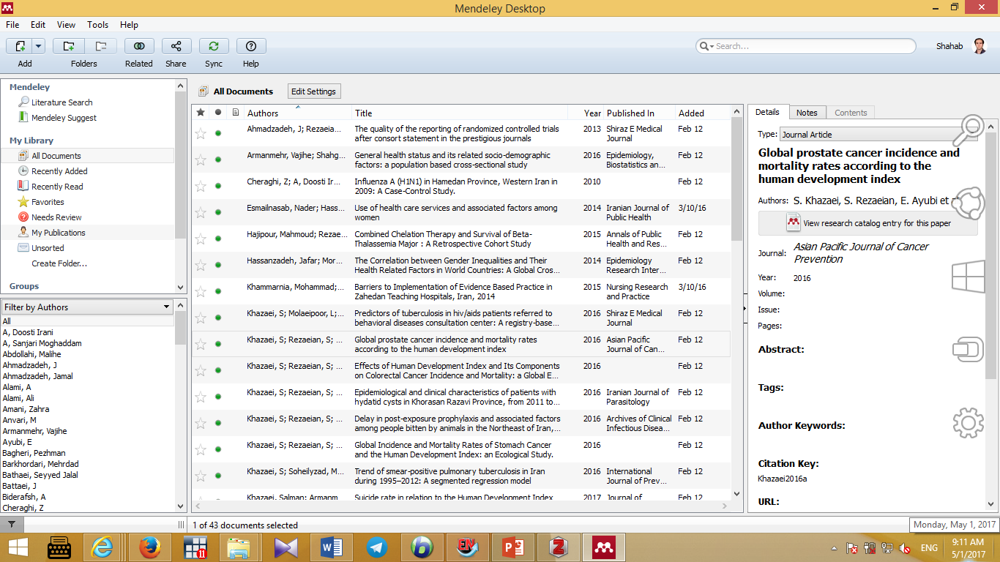 Mendeley Desktop
File Edit View Tools Help
Search...
Shahab
Add Folders Related Share Sync Help
Mendeley
Literature Search
Mendeley Suggest
My Library
All Documents
Recently Added
Recently Read
Favorites
Needs Review
My Publications
Unsorted
Create Folder...
Groups
Filter by Authors
All
A, Doosti Irani
A, Sanjari Moghaddam
Abdollahi, Malihe
Ahmadzadeh, J
Ahmadzadeh, Jamal
Alami, A
Alami, Ali
Amani, Zahra
Anvari, M
Armanmehr, Vajihe
Ayubi, E
Bagheri, Pezhman
Barkhordari, Mehrdad
Bathaei, Seyyed Jalal
Battaei, J
Biderafsh, A
Cheraghi, Z
All Documents Edit Settings
Authors Title Year Published In Added
Ahmadzadeh, J; Rezaeia... The quality of the reporting of randomized controlled trials 2013 Shiraz E Medical Feb 12
after consort statement in the prestigious journals Journal
Armanmehr, Vajihe; Shahg... General health status and its related socio-demographic 2016 Epidemiology, Feb 12
factors: a population based cross-sectional study Biostatistics an...
Cheraghi, Z; A, Doosti Ir... Influenza A (H1N1) in Hamedan Province, Western Iran in 2010 Feb 12
2009: A Case-Control Study.
Esmailnasab, Nader; Hass... Use of health care services and associated factors among 2014 Iranian Journal of 3/10/16
women Public Health
Hajipour, Mahmoud; Rezae... Combined Chelation Therapy and Survival of Beta- 2015 Annals of Public Feb 12
Thalassemia Major : A Retrospective Cohort Study Health and Res...
Hassanzadeh, Jafar; Mor... The Correlation between Gender Inequalities and Their 2014 Epidemiology Feb 12
Health Related Factors in World Countries: A Global Cros... Research Inter...
Khammarnia, Mohammad;... Barriers to Implementation of Evidence Based Practice in 2015 Nursing Research 3/10/16
Zahedan Teaching Hospitals, Iran, 2014 and Practice
Khazaei, S; Molaeipoor, L;... Predictors of tuberculosis in hiv/aids patients referred to 2016 Shiraz E Medical Feb 12
behavioral diseases consultation center: A registry-base... Journal
Khazaei, S; Rezaeian, S; ... Global prostate cancer incidence and mortality rates 2016 Asian Pacific Feb 12
according to the human development index Journal of Can...
Khazaei, S; Rezaeian, S; ... Effects of Human Development Index and Its Components 2016 Feb 12
on Colorectal Cancer Incidence and Mortality: a Global E...
Khazaei, S; Rezaeian, S; ... Epidemiological and clinical characteristics of patients with 2016 Iranian Journal of Feb 12
hydatid cysts in Khorasan Razavi Province, from 2011 to... Parasitology
Khazaei, S; Rezaeian, S; ... Delay in post-exposure prophylaxis and associated factors 2016 Archives of Clinical Feb 12
among people bitten by animals in the Northeast of Iran,... Infectious Disea...
Khazaei, S; Rezaeian, S; ... Global Incidence and Mortality Rates of Stomach Cancer 2016 Feb 12
and the Human Development Index: an Ecological Study.
Khazaei, S; Soheilyzad, M... Trend of smear-positive pulmonary tuberculosis in Iran 2016 International Feb 12
during 1995–2012: A segmented regression model Journal of Prev...
Khazaei, Salman; Armanm Suicide rate in relation to the Human Development Index 2017 Journal of Feb 12
Details Notes Contents
Type: Journal Article
Global prostate cancer incidence and
mortality rates according to the
human development index
Authors: S. Khazaei, S. Rezaeian, E. Ayubi et
View research catalog entry for this paper
Journal: Asian Pacific Journal of Cancer
Prevention
Year: 2016
Volume:
Issue:
Pages:
Abstract:
Tags:
Author Keywords:
Citation Key:
Khazaei2016a
URL:
1 of 43 documents selected
Monday, May 1, 2017
11
EN
ENG
9:11 AM
5/1/2017